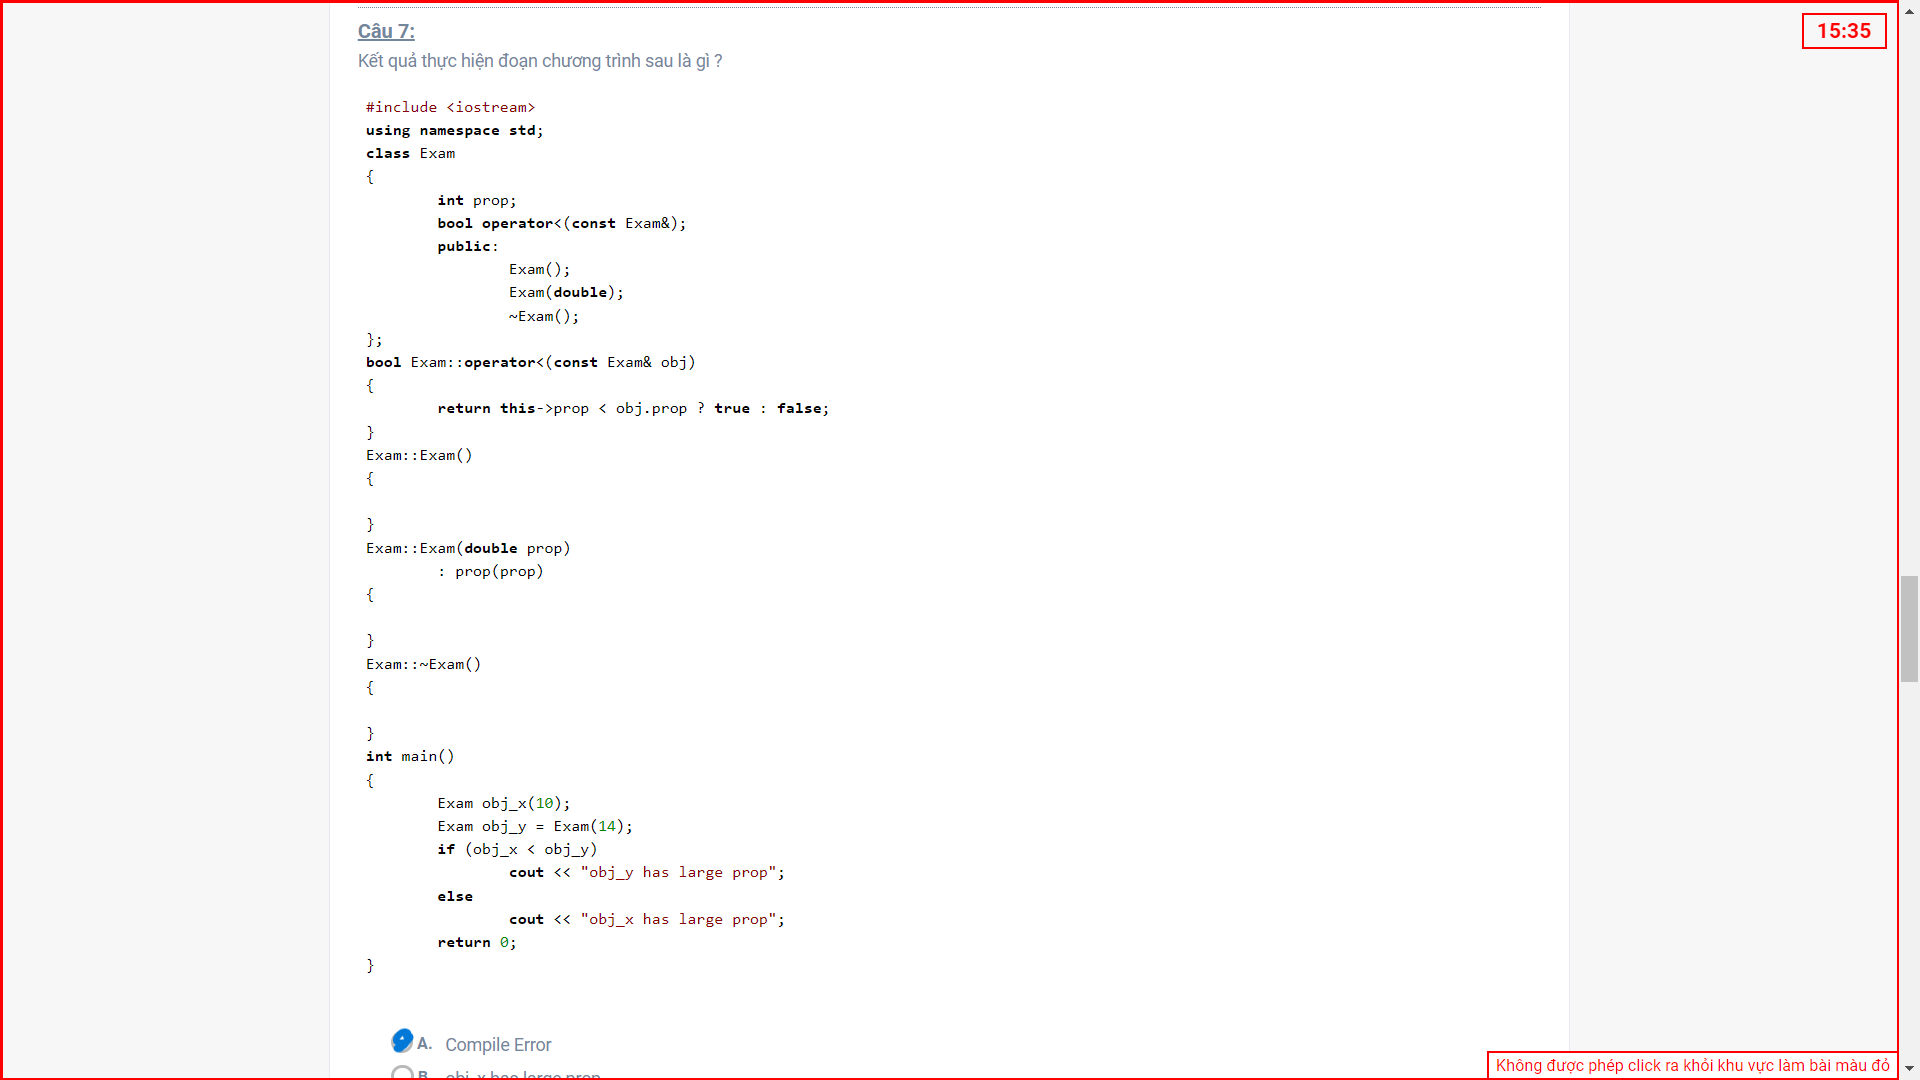 Câu 7:
15:35
Kết quả thực hiện đoạn chương trình sau là gì ?
#include <iostream>
using namespace std;
class Exam
{
int prop;
bool operator<(const Exam&);
public:
Exam();
Exam(double);
~Exam();
};
bool Exam::operator<(const Exam& obj)
{
return this->prop < obj.prop ? true : false;
}
Exam::Exam()
{
}
Exam::Exam(double prop)
: prop(prop)
{
}
Exam::~Exam()
{
}
int main()
{
Exam obj_x(10);
Exam obj_y = Exam(14);
if (obj_x < obj_y)
cout << "obj_y has large prop";
else
cout << "obj_x has large prop";
return 0;
}
A. Compile Error
B. obj_x has large prop
Không được phép click ra khỏi khu vực làm bài màu đỏ